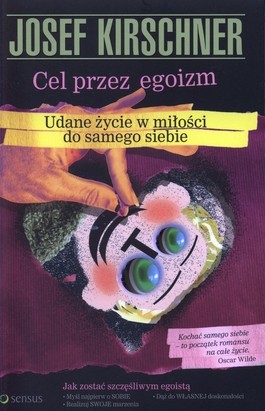 JOSEF KIRSCHNER
Cel przez egoizm
Udane życie w miłości
do samego siebie
Kochać samego siebie
– to początek romansu
na całe życie.
Oscar Wilde
Jak zostać szczęśliwym egoistą
• Myśl najpierw o SOBIE • Dąż do WŁASNEJ doskonałości
• Realizuj SWOJE marzenia
sensus